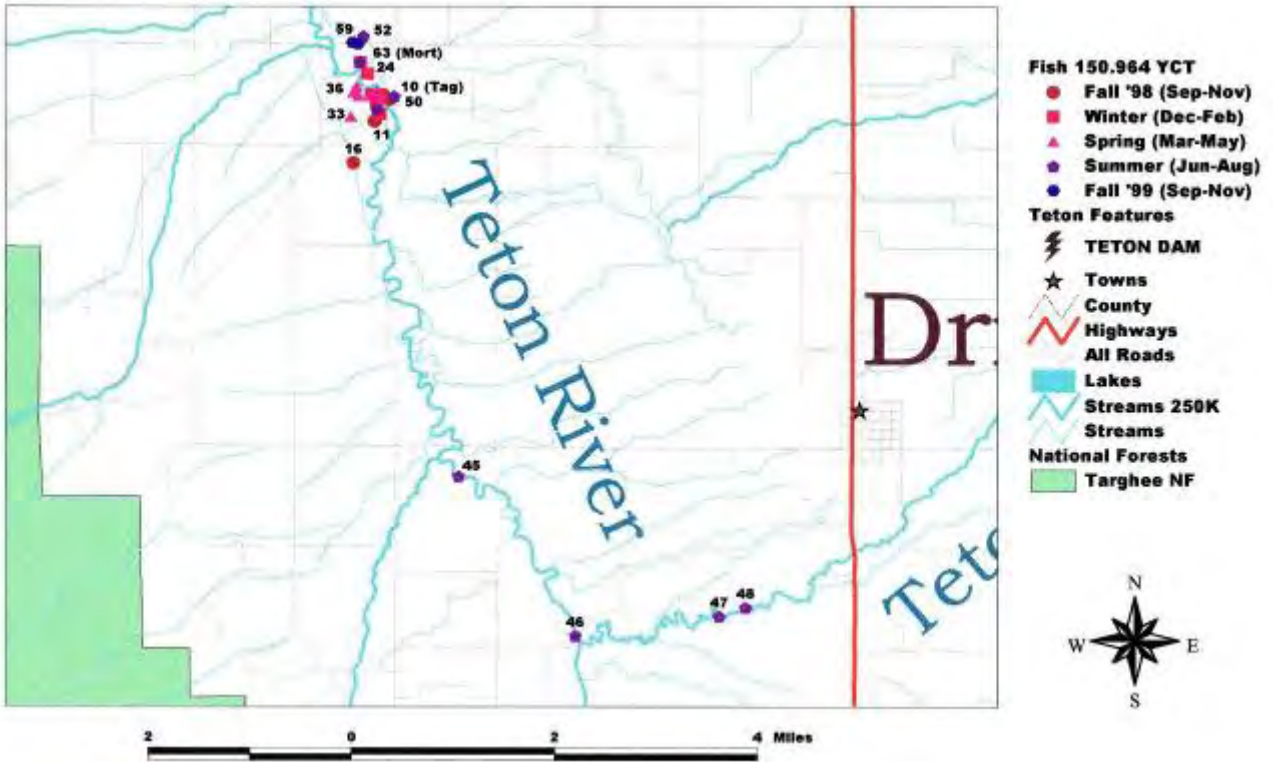 59
52
63 (Mort)
24
36
10 (Tag)
50
33
11
16
Teton River
Dr
45
46
47
48
Teto
Fish 150.964 YCT
Fall '98 (Sep-Nov)
Winter (Dec-Feb)
Spring (Mar-May)
Summer (Jun-Aug)
Fall '99 (Sep-Nov)
Teton Features
TETON DAM
Towns
County
Highways
All Roads
Lakes
Streams 250K
Streams
National Forests
Targhee NF
N
W E
S
2 0 2 4 Miles